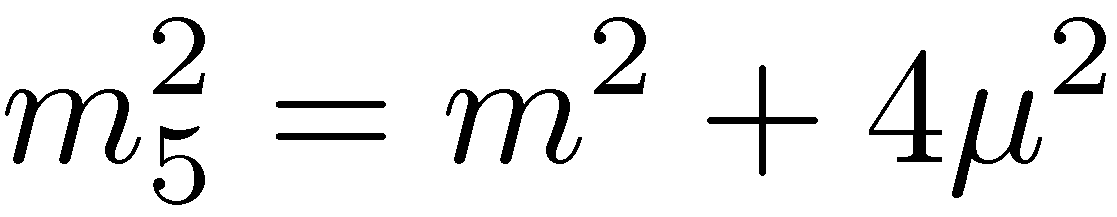 $m_5^2 = m^2 + 4\mu^2$